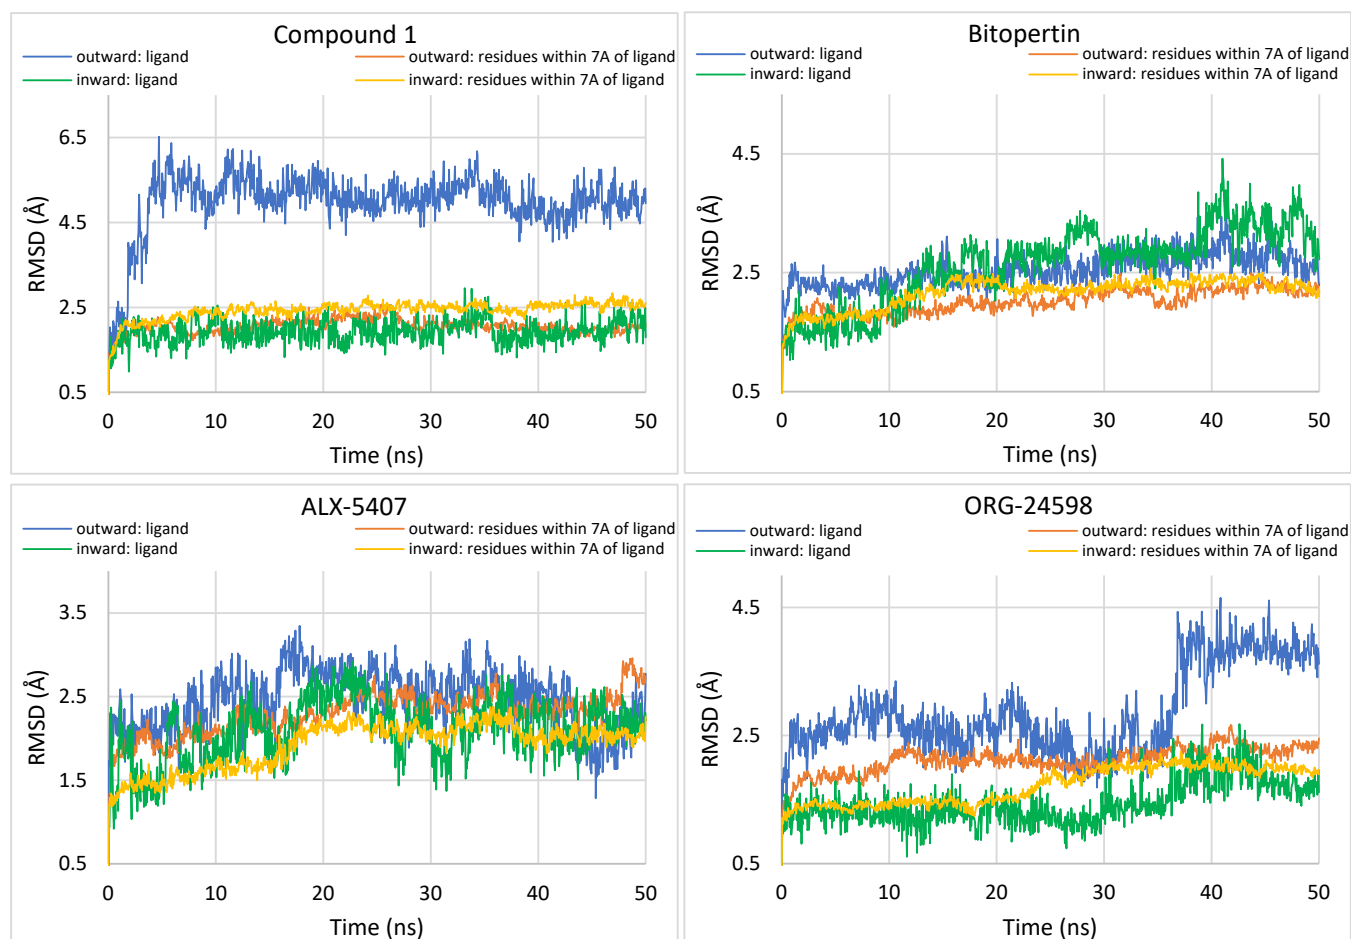 Compound 1
outward: ligand
outward: residues within 7A of ligand
inward: ligand
inward: residues within 7A of ligand
RMSD (Å)
6.5
4.5
2.5
0.5
0 10 20 30 40 50
Time (ns)
Bitopertin
outward: ligand
outward: residues within 7A of ligand
inward: ligand
inward: residues within 7A of ligand
RMSD (Å)
4.5
2.5
0.5
0 10 20 30 40 50
Time (ns)
ALX-5407
outward: ligand
outward: residues within 7A of ligand
inward: ligand
inward: residues within 7A of ligand
RMSD (Å)
3.5
2.5
1.5
0.5
0 10 20 30 40 50
Time (ns)
ORG-24598
outward: ligand
outward: residues within 7A of ligand
inward: ligand
inward: residues within 7A of ligand
RMSD (Å)
4.5
2.5
0.5
0 10 20 30 40 50
Time (ns)